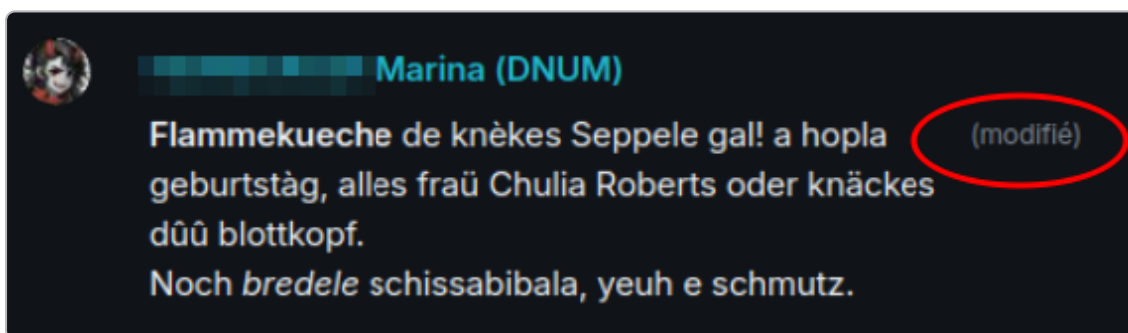 Marina (DNUM)
Flammekueche de knèkes Seppele gal! a hopla (modifié)
geburtstàg, alles fraü Chulia Roberts oder knäckes
dûû blottkopf.
Noch bredele schissabibala, yeuh e schmutz.